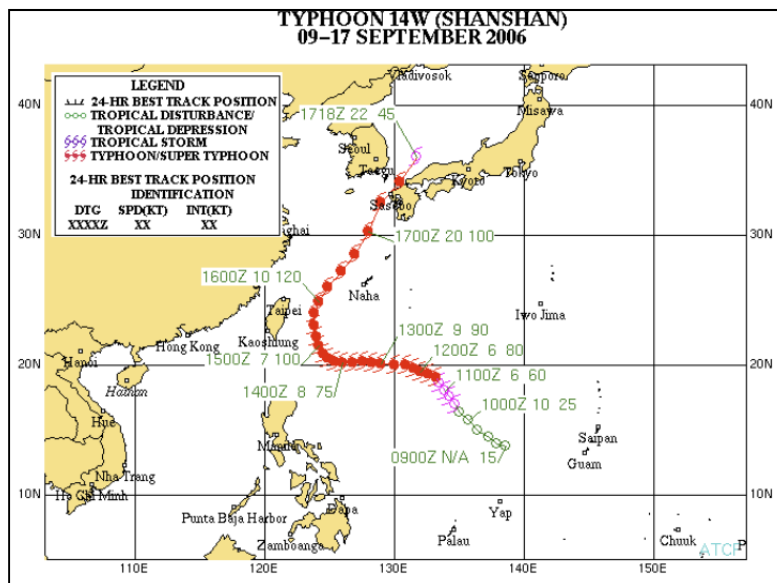 TYPHOON 14W (SHANSHAN)
09-17 SEPTEMBER 2006
LEGEND
24-HR BEST TRACK POSITION
TROPICAL DISTURBANCE/
TROPICAL DEPRESSION
TROPICAL STORM
TYPHOON/SUPER TYPHOON
24-HR BEST TRACK POSITION
IDENTIFICATION
DTG SPD(KT) INT(KT)
XXXXZ XX XX
Vladivosok
Sapporo
40N
40N
Misawa
1718Z 22 45
Seoul
Taegu
Kyoto
Tokyo
Sasebo
30N
30N
1700Z 20 100
1600Z 10 120
Naha
Taipei
Iwo Jima
Hong Kong
Kaoshiung
1300Z 9 90
Hanoi
20N
20N
1500Z 7 100
1200Z 6 80
1100Z 6 60
Hainan
1400Z 8 75
1000Z 10 25
Hue
Saipan
Manila
0900Z N/A 15
Guam
Nha Trang
10N
10N
Ho Chi Minh
Punta Baja Harbor
Dapa
Yap
Zamboanga
Palau
Chuuk
P
ATCF
110E
120E
130E
140E
150E